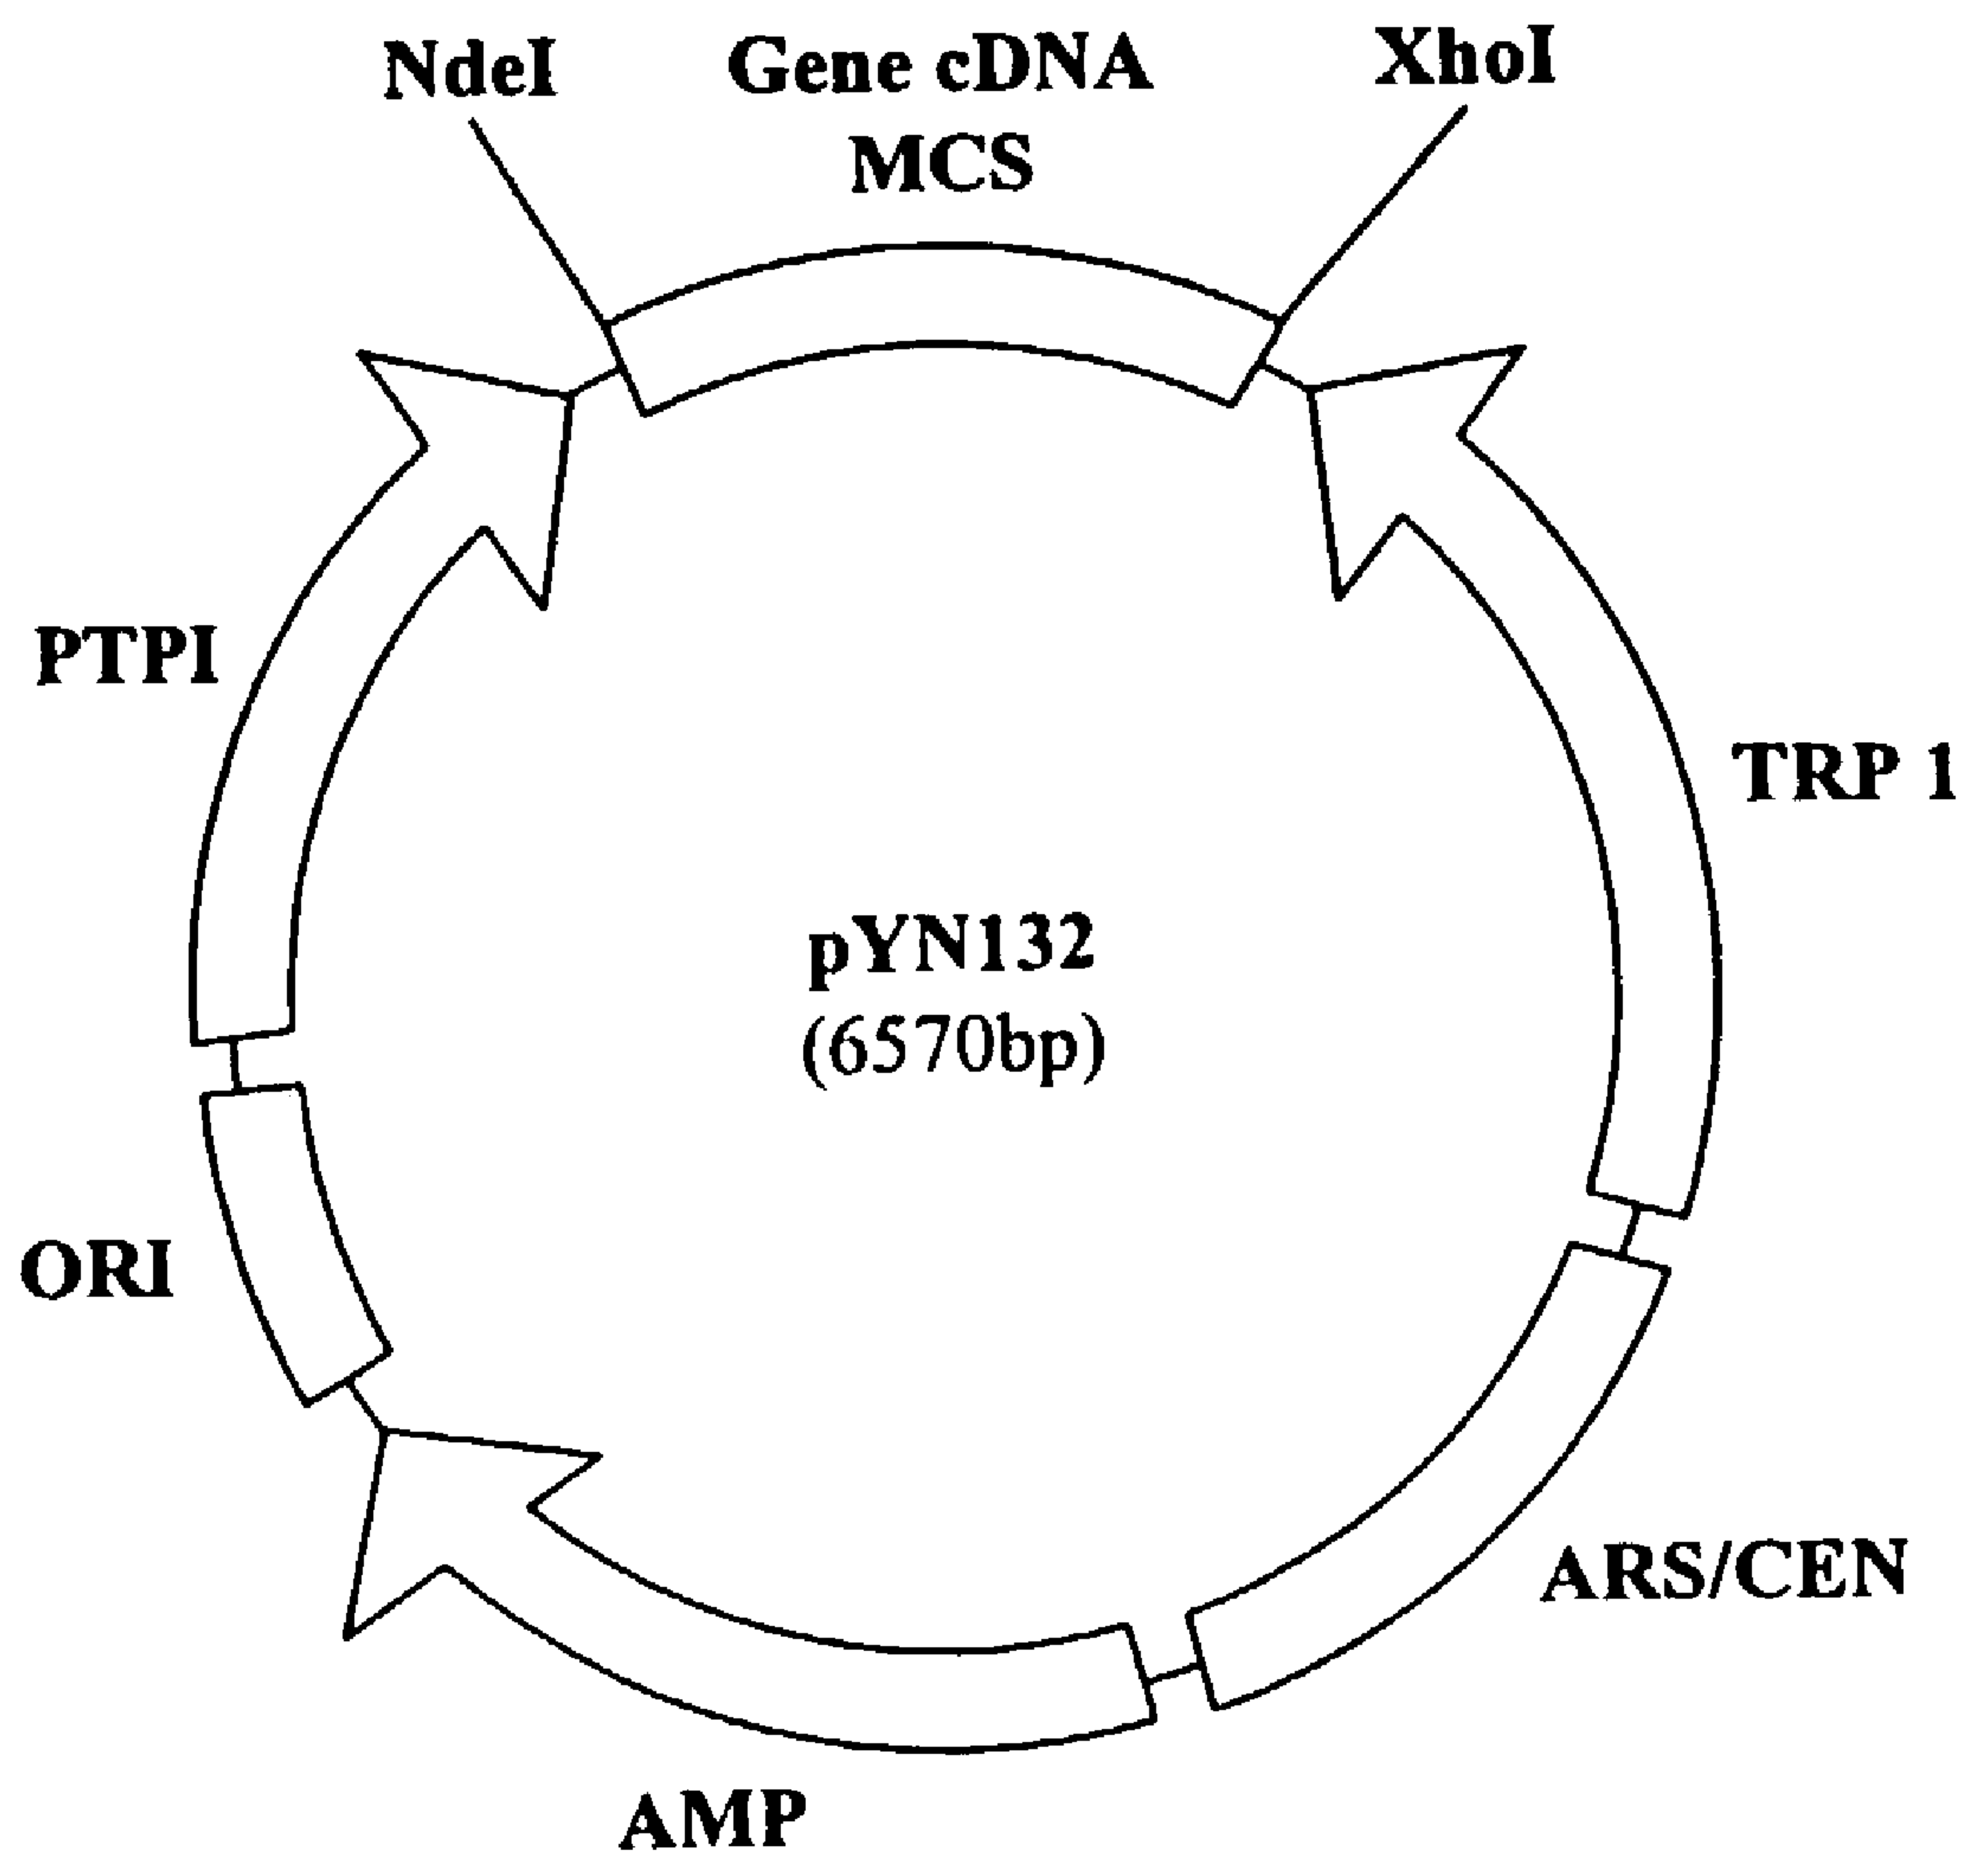 NdeI
Gene cDNA
MCS
XhoI
PTPI
TRP 1
pYN132
(6570bp)
ORI
ARS/CEN
AMP